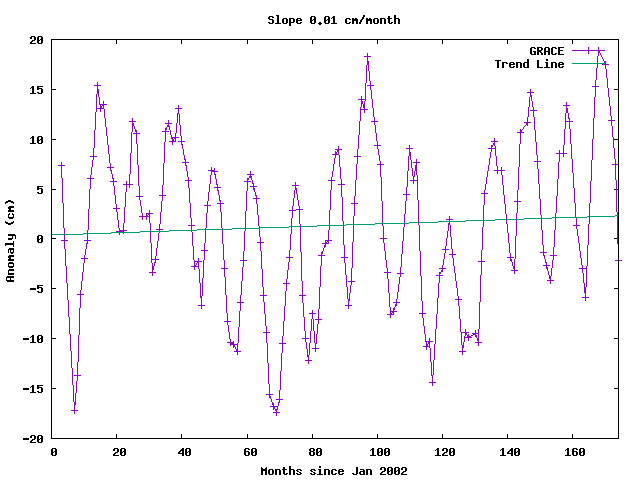 Slope 0.01 cm/month
GRACE
Trend Line
20
15
10
5
0
-5
-10
-15
-20
Anomaly (cm)
0 20 40 60 80 100 120 140 160
Months since Jan 2002